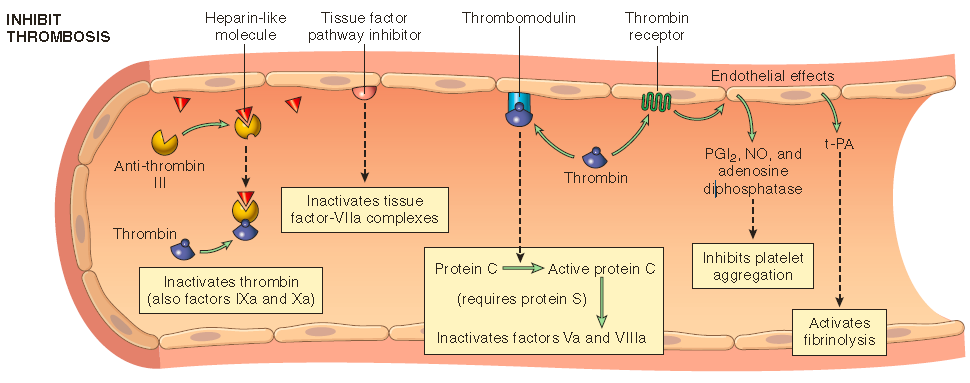 INHIBIT
THROMBOSIS
Heparin-like
molecule
Tissue factor
pathway inhibitor
Thrombomodulin
Thrombin
receptor
Endothelial effects
Anti-thrombin
III
Thrombin
Inactivates thrombin
(also factors IXa and Xa)
Inactivates tissue
factor-VIIa complexes
Thrombin
Protein C
Active protein C
(requires protein S)
Inactivates factors Va and VIIIa
PGI2, NO, and
adenosine
diphosphatase
Inhibits platelet
aggregation
t-PA
Activates
fibrinolysis